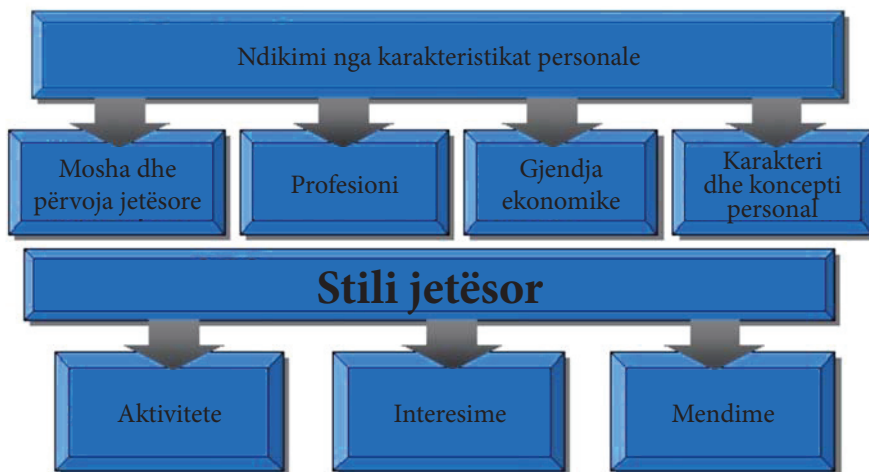 Ndikimi nga karakteristikat personale
Mosha dhe
përvoja jetësore
Profesioni
Gjendja
ekonomike
Karakteri
dhe koncepti
personal
Stili jetësor
Aktivitete
Interesime
Mendime